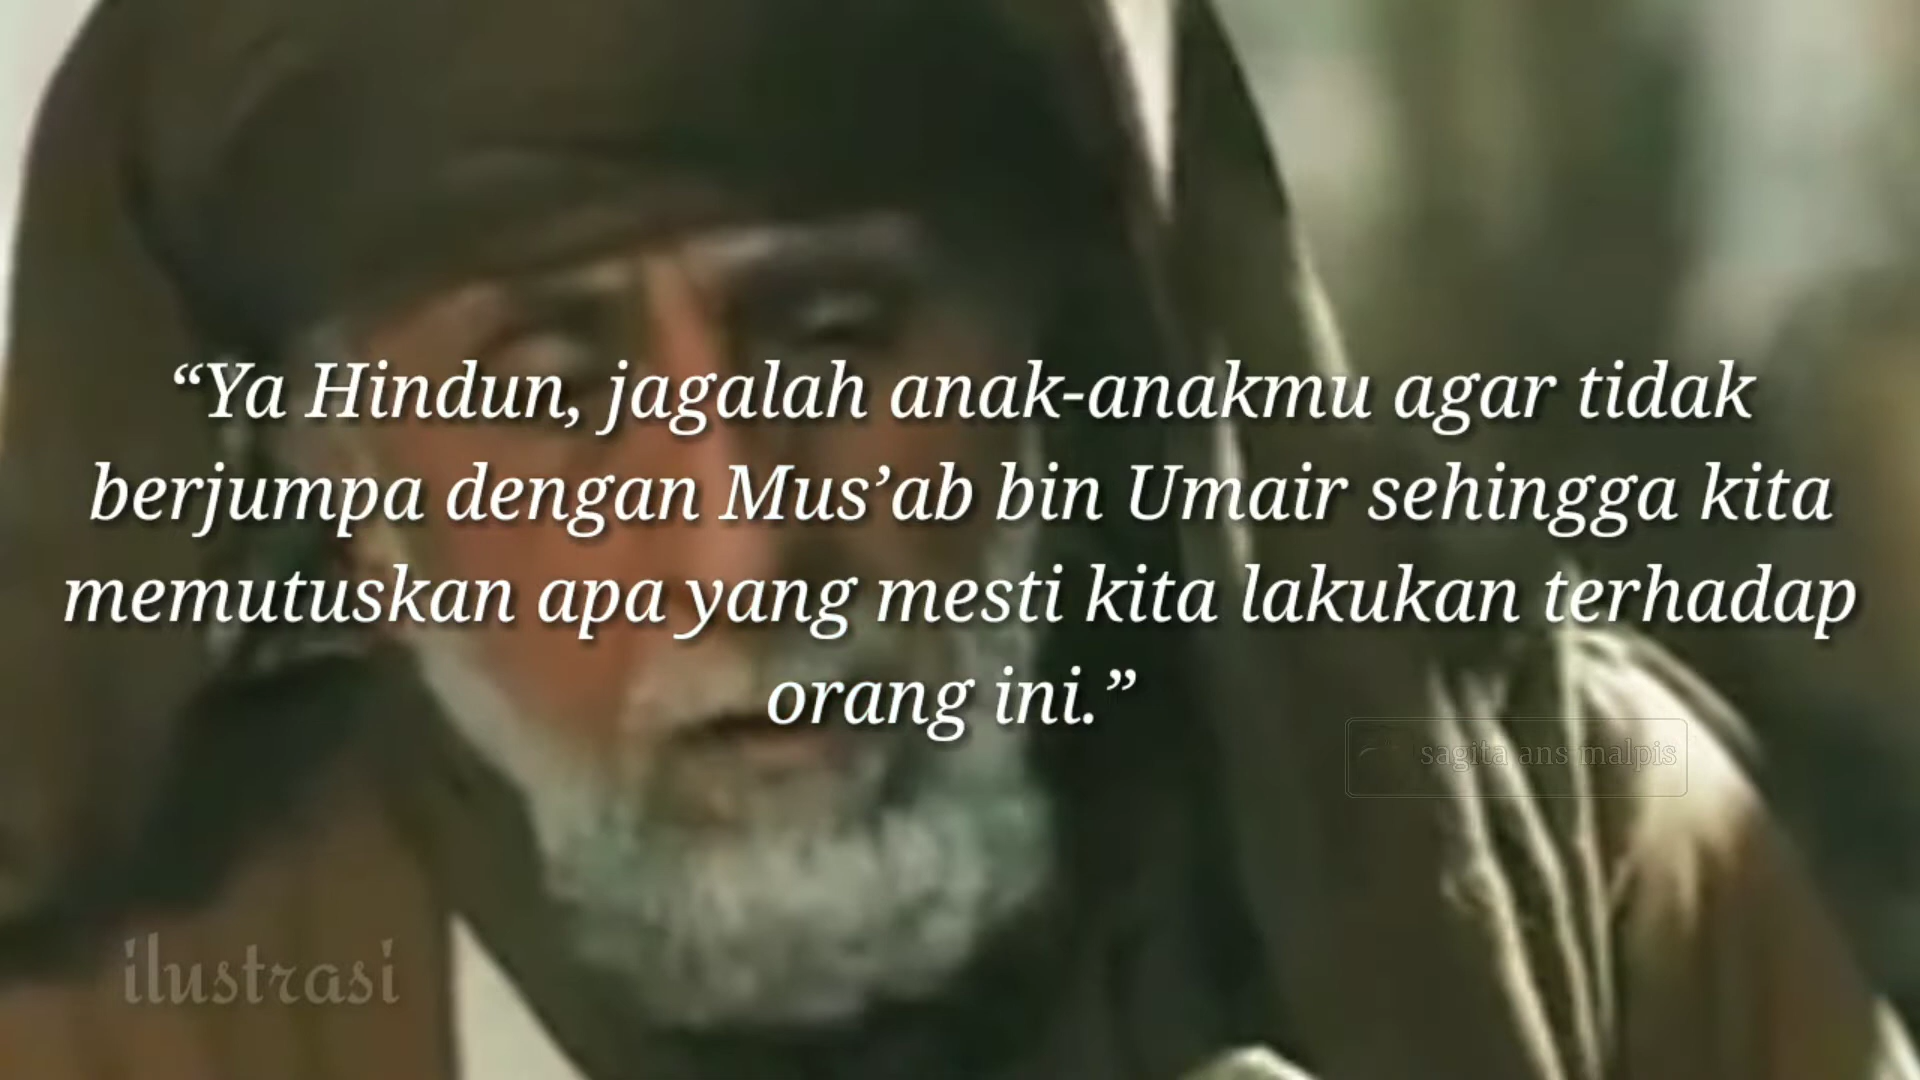 “Ya Hindun, jagalah anak-anakmu agar tidak
berjumpa dengan Mus’ab bin Umair sehingga kita
memutuskan apa yang mesti kita lakukan terhadap
orang ini.”
sagita ans malpis
ilustrasi